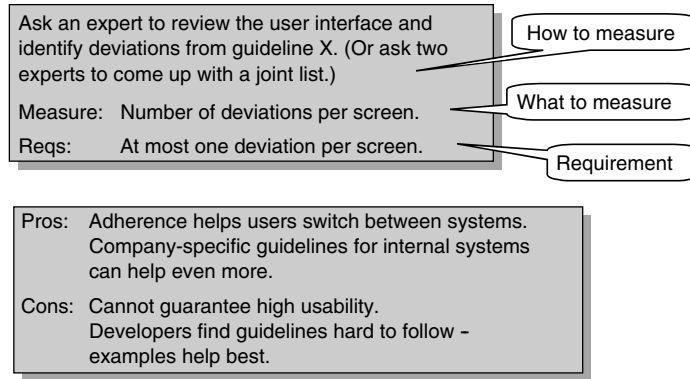 Ask an expert to review the user interface and
identify deviations from guideline X. (Or ask two
experts to come up with a joint list.)
How to measure
Measure: Number of deviations per screen.
What to measure
Reqs: At most one deviation per screen.
Requirement
Pros: Adherence helps users switch between systems.
Company-specific guidelines for internal systems
can help even more.
Cons: Cannot guarantee high usability.
Developers find guidelines hard to follow -
examples help best.